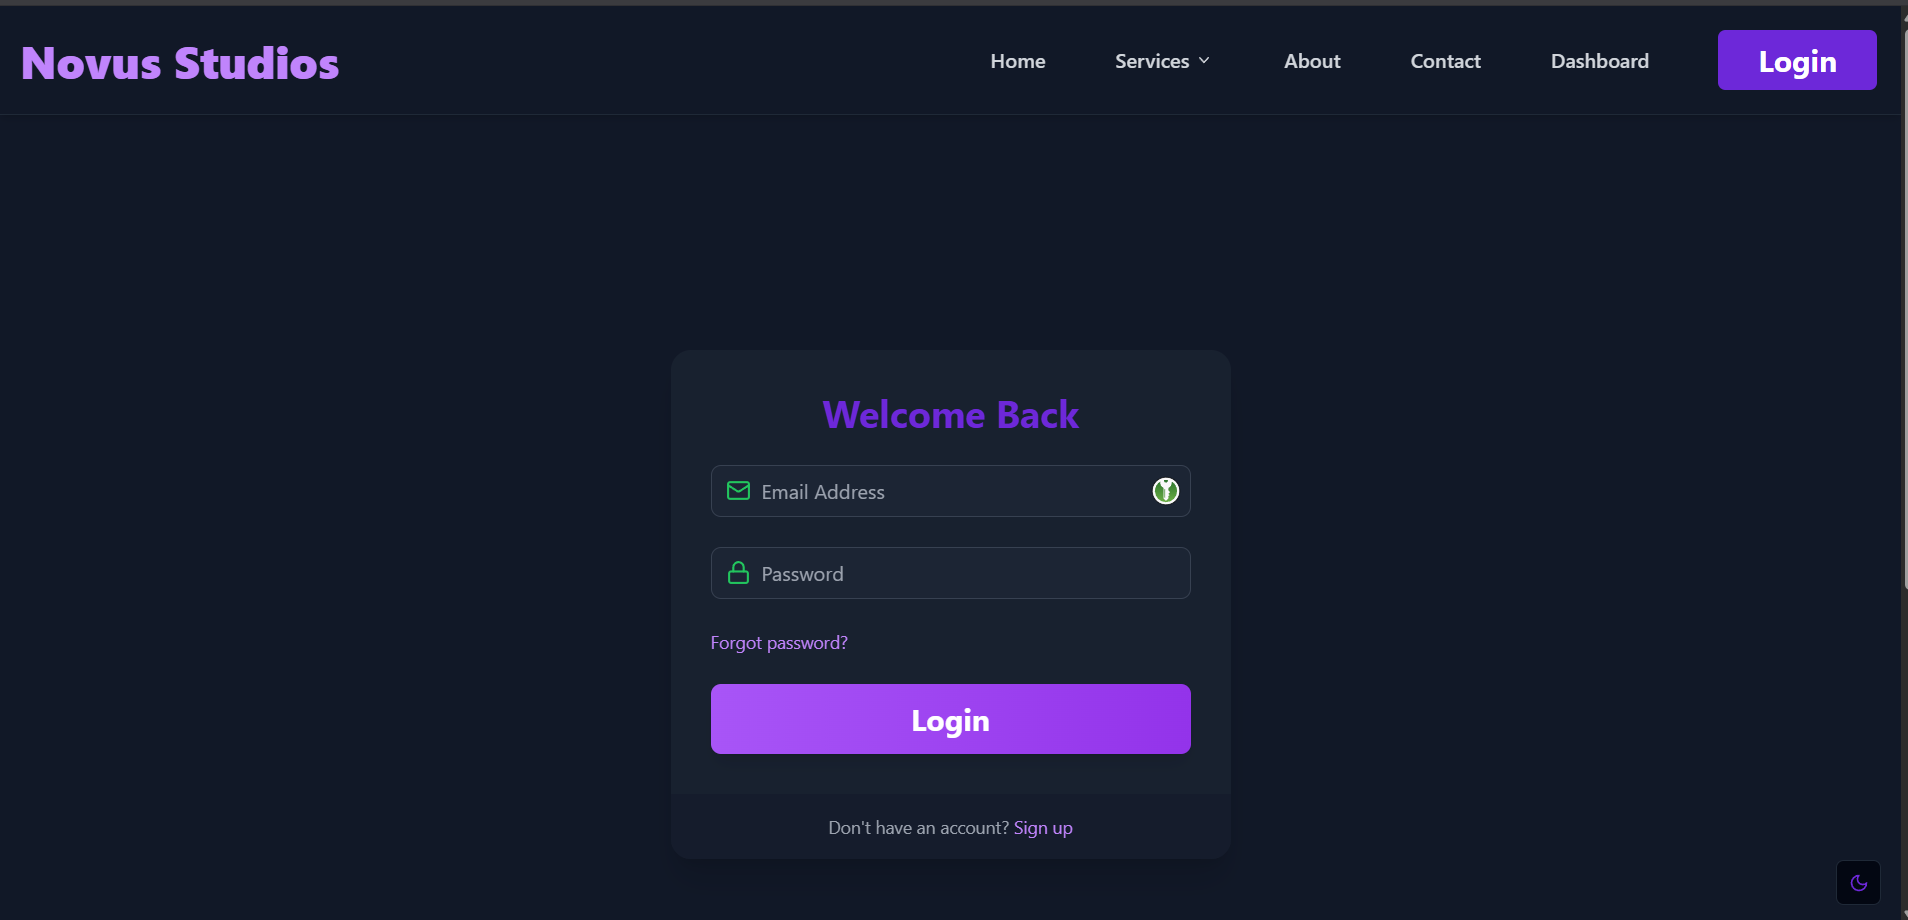 Novus Studios
Home
Services
About
Contact
Dashboard
Login
Welcome Back
Email Address
Password
Forgot password?
Login
Don't have an account? Sign up